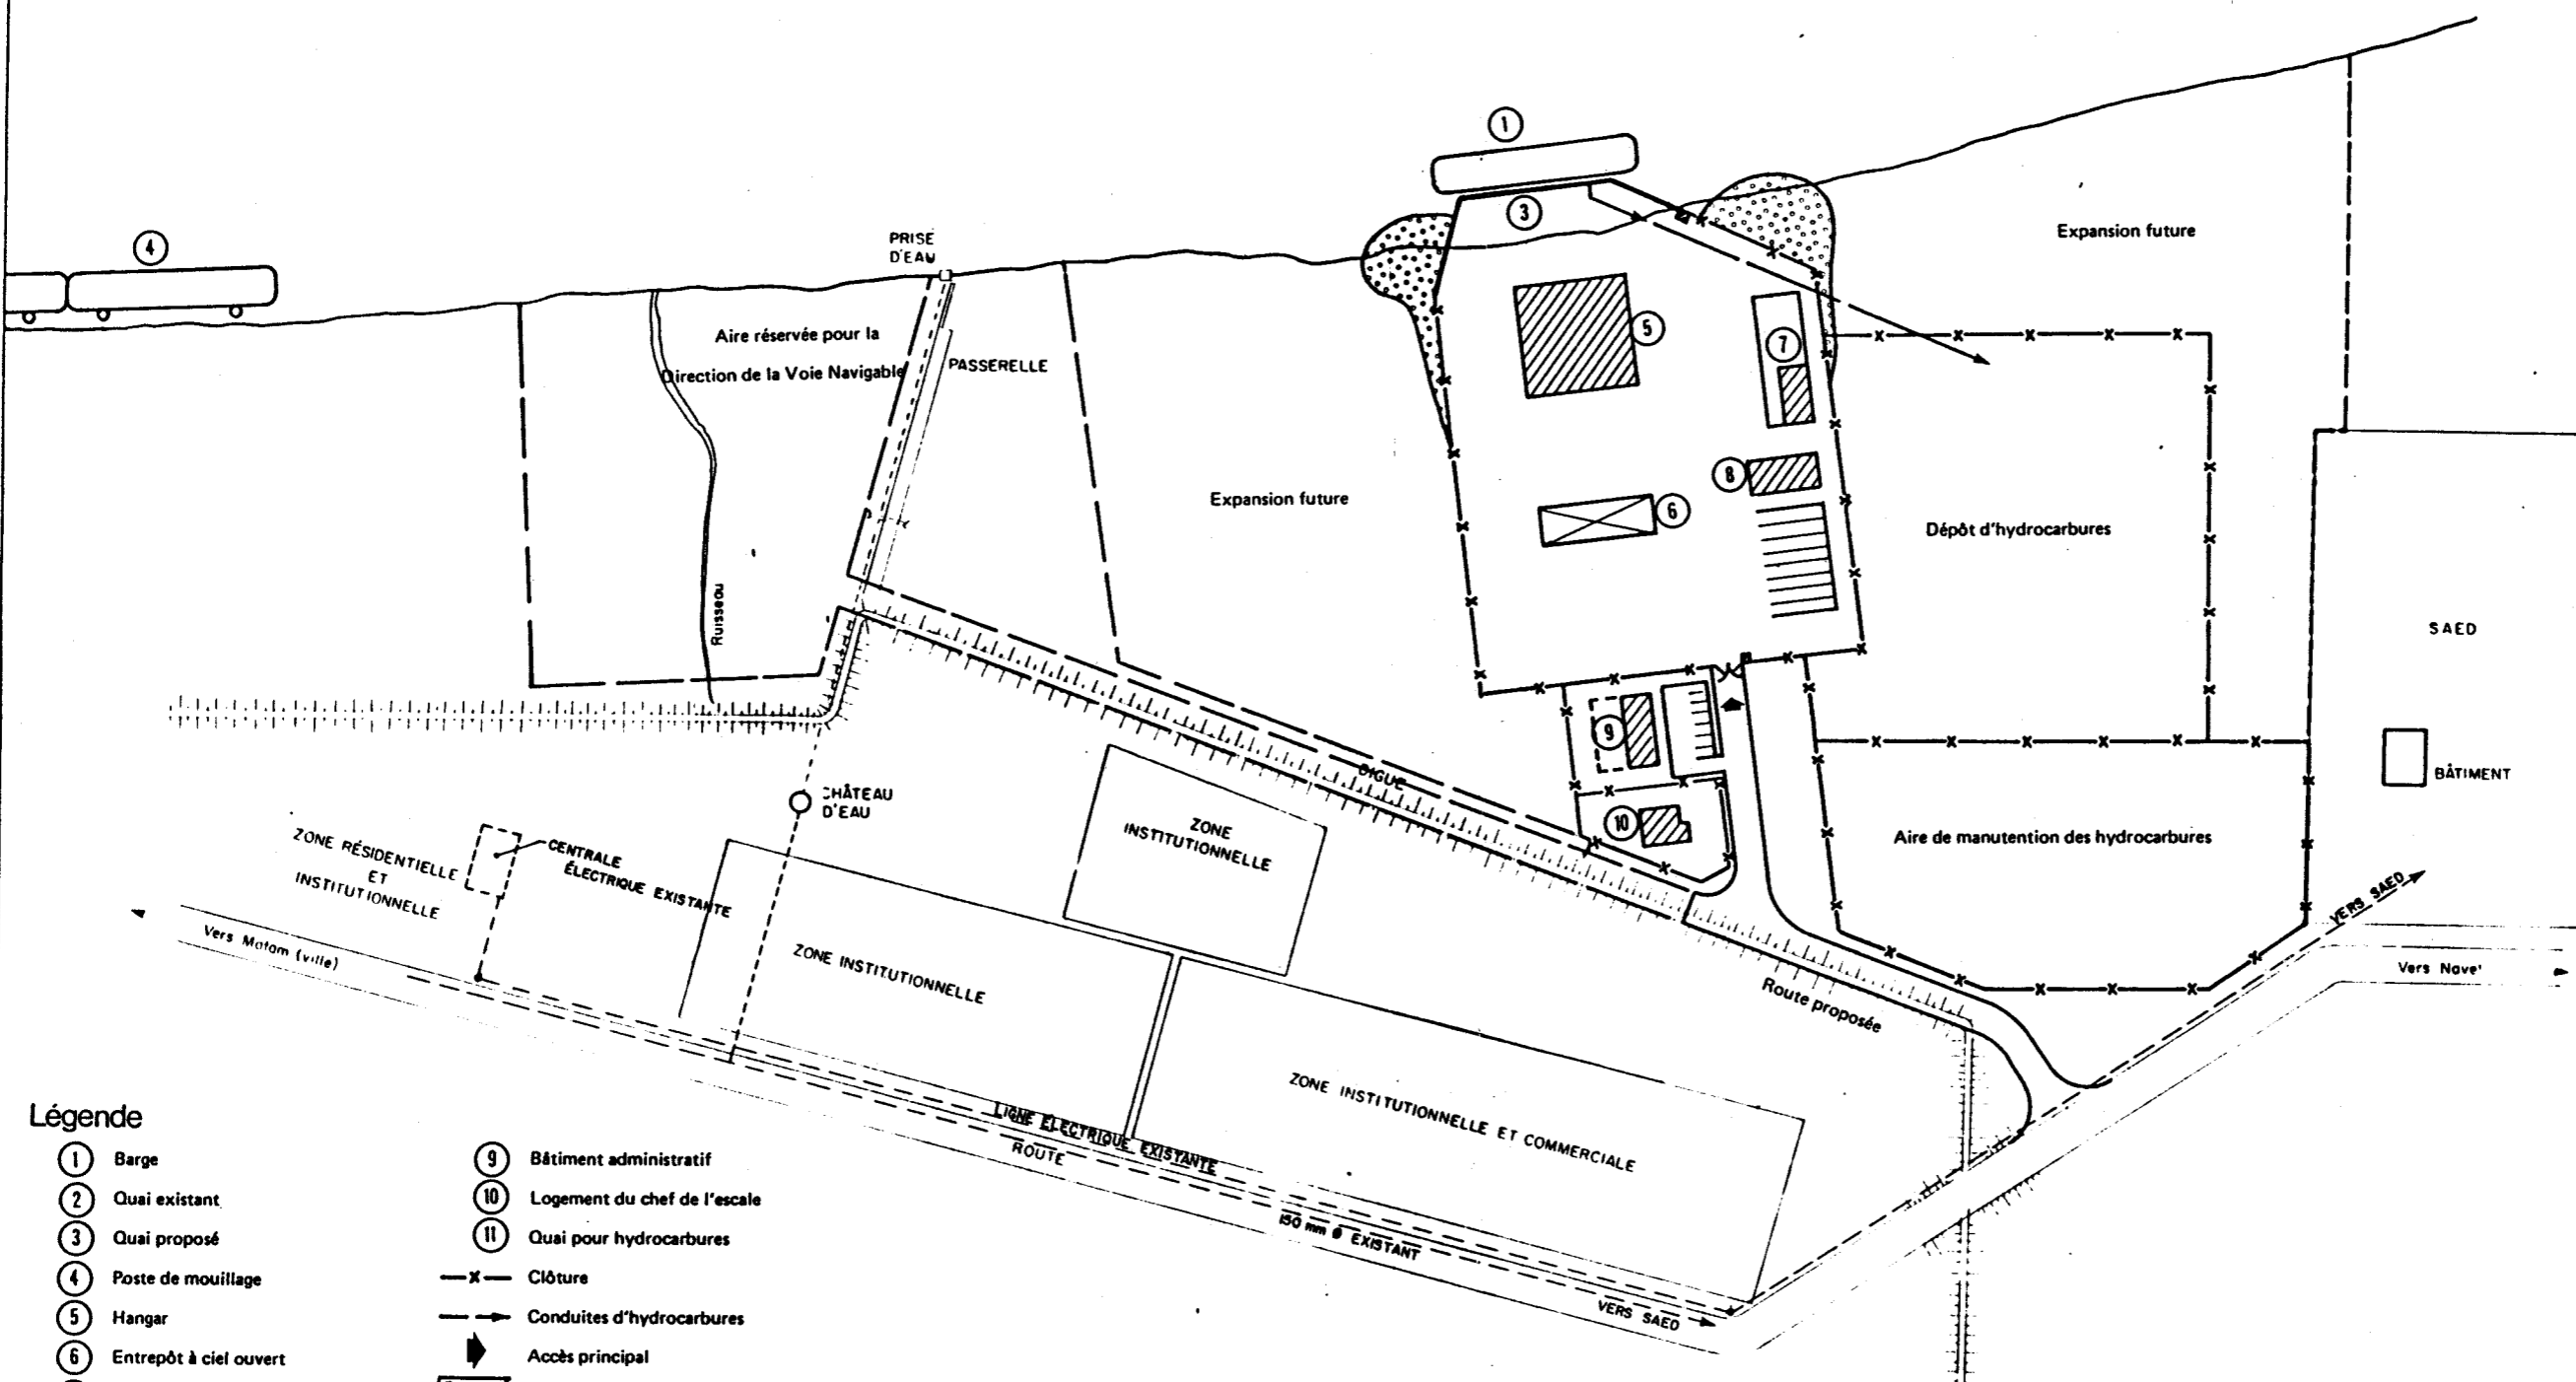 1
3
4
PRISE
D'EAU
Expansion future
Aire réservée pour la
Direction de la Voie Navigable
PASSERELLE
5
7
Expansion future
6
8
Dépôt d'hydrocarbures
Ruisseau
SAED
9
DIGUE
BÂTIMENT
CHÂTEAU
D'EAU
10
Aire de manutention des hydrocarbures
ZONE RÉSIDENTIELLE
ET
INSTITUTIONNELLE
CENTRALE
ÉLECTRIQUE EXISTANTE
ZONE
INSTITUTIONNELLE
VERS SAED
Vers Matam (ville)
ZONE INSTITUTIONNELLE
Vers Nave'
Route proposée
ZONE INSTITUTIONNELLE ET COMMERCIALE
LIGNE ÉLECTRIQUE EXISTANTE
ROUTE
150 mm ø EXISTANT
VERS SAED
Légende
1 Barge
2 Quai existant
3 Quai proposé
4 Poste de mouillage
5 Hangar
6 Entrepôt à ciel ouvert
9 Bâtiment administratif
10 Logement du chef de l'escale
11 Quai pour hydrocarbures
Clôture
Conduites d'hydrocarbures
Accès principal